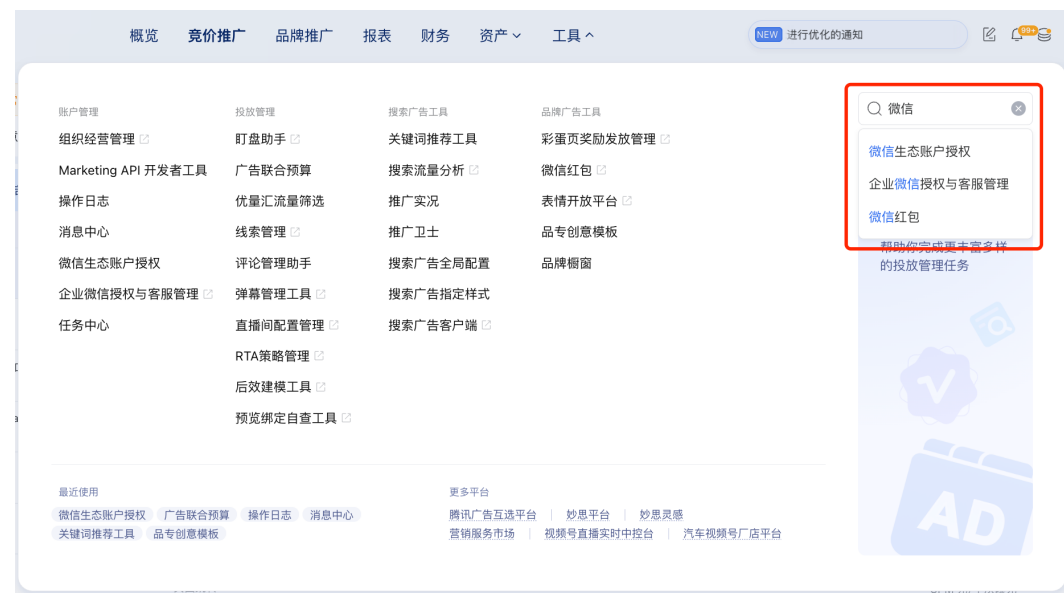 概览 竞价推广 品牌推广 报表 财务 资产 工具
NEW 进行优化的通知
99+
账户管理
组织经营管理
Marketing API 开发者工具
操作日志
消息中心
微信生态账户授权
企业微信授权与客服管理
任务中心
投放管理
盯盘助手
广告联合预算
优量汇流量筛选
线索管理
评论管理助手
弹幕管理工具
直播间配置管理
RTA策略管理
后效建模工具
预览绑定自查工具
搜索广告工具
关键词推荐工具
搜索流量分析
推广实况
推广卫士
搜索广告全局配置
搜索广告指定样式
搜索广告客户端
品牌广告工具
彩蛋页奖励发放管理
微信红包
表情开放平台
品专创意模板
品牌橱窗
微信
微信生态账户授权
企业微信授权与客服管理
微信红包
帮助你完成更丰富多样
的投放管理任务
AD
最近使用
微信生态账户授权 广告联合预算 操作日志 消息中心
关键词推荐工具 品专创意模板
更多平台
腾讯广告互选平台 妙思平台 妙思灵感
营销服务市场 视频号直播实时中控台 汽车视频号厂店平台